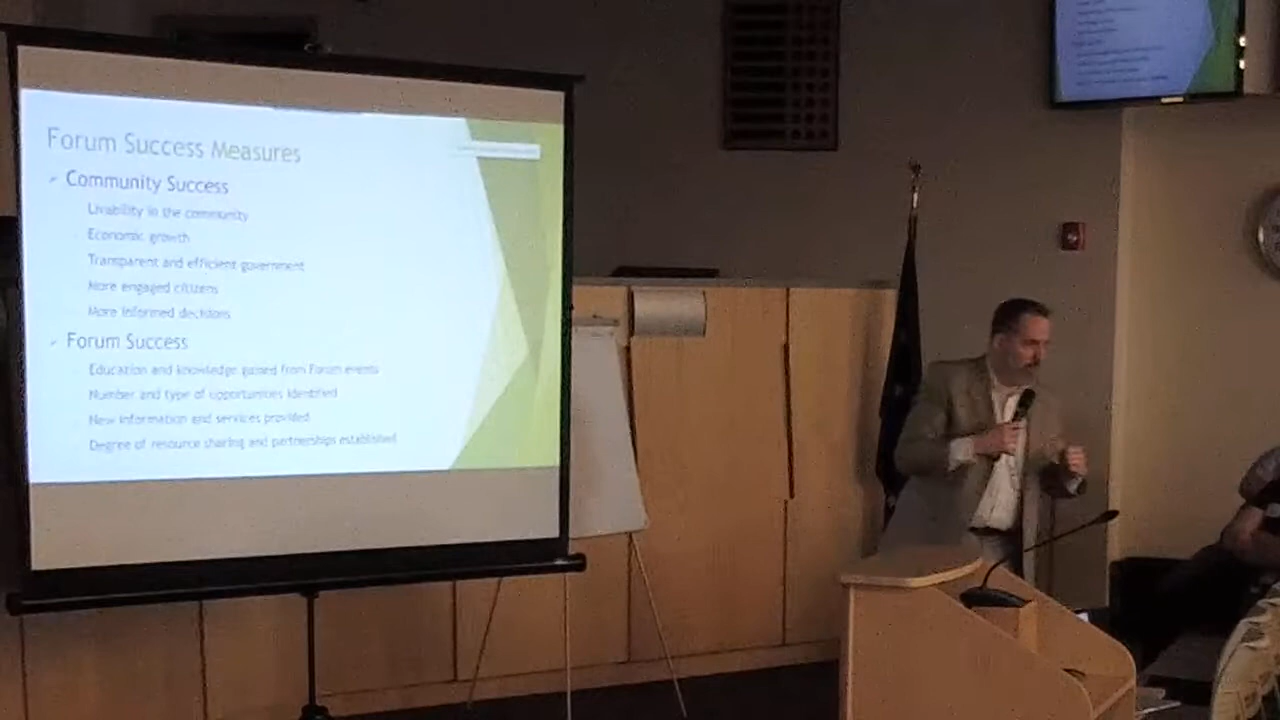 Forum Success Measures
Community Success
Livability in the community
Economic growth
Transparent and efficient government
More engaged citizens
More informed decisions
Forum Success
Education and knowledge gained from Forum events
Number and type of opportunities identified
New information and services provided
Degree of resource sharing and partnerships established